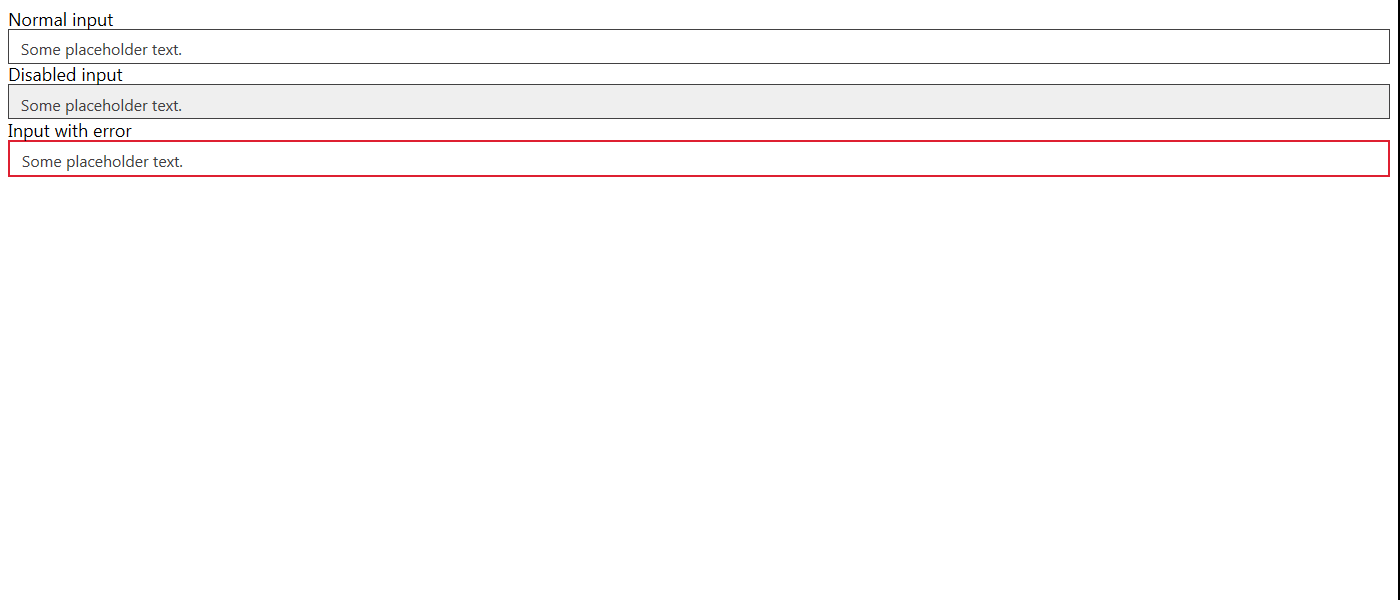 Normal input
Some placeholder text.
Disabled input
Some placeholder text.
Input with error
Some placeholder text.